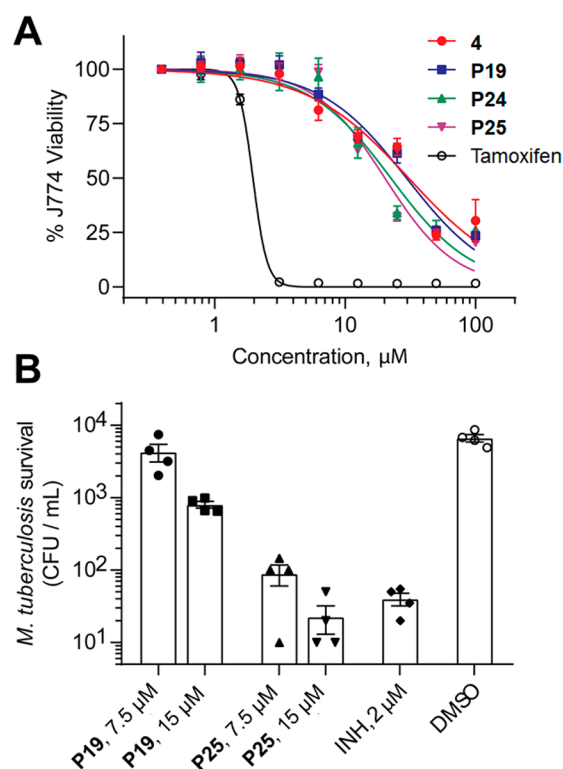 A
% J774 Viability
100
75
50
25
0
1
10
100
Concentration, µM
4
P19
P24
P25
Tamoxifen
B
M. tuberculosis survival
(CFU / mL)
10⁴
10³
10²
10¹
P19, 7.5 µM
P19, 15 µM
P25, 7.5 µM
P25, 15 µM
INH, 2 µM
DMSO